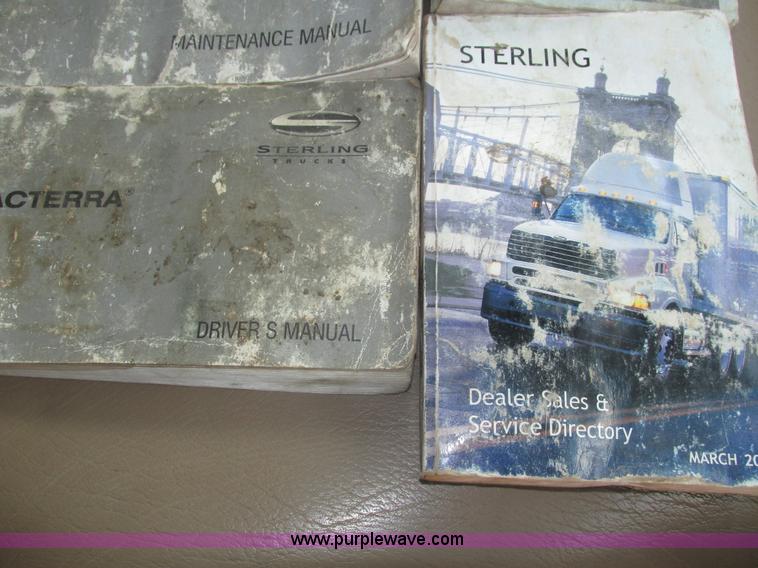 MAINTENANCE MANUAL
STERLING
TRUCKS
ACTERRA®
DRIVER S MANUAL
STERLING
Dealer Sales &
Service Directory
MARCH 20
www.purplewave.com